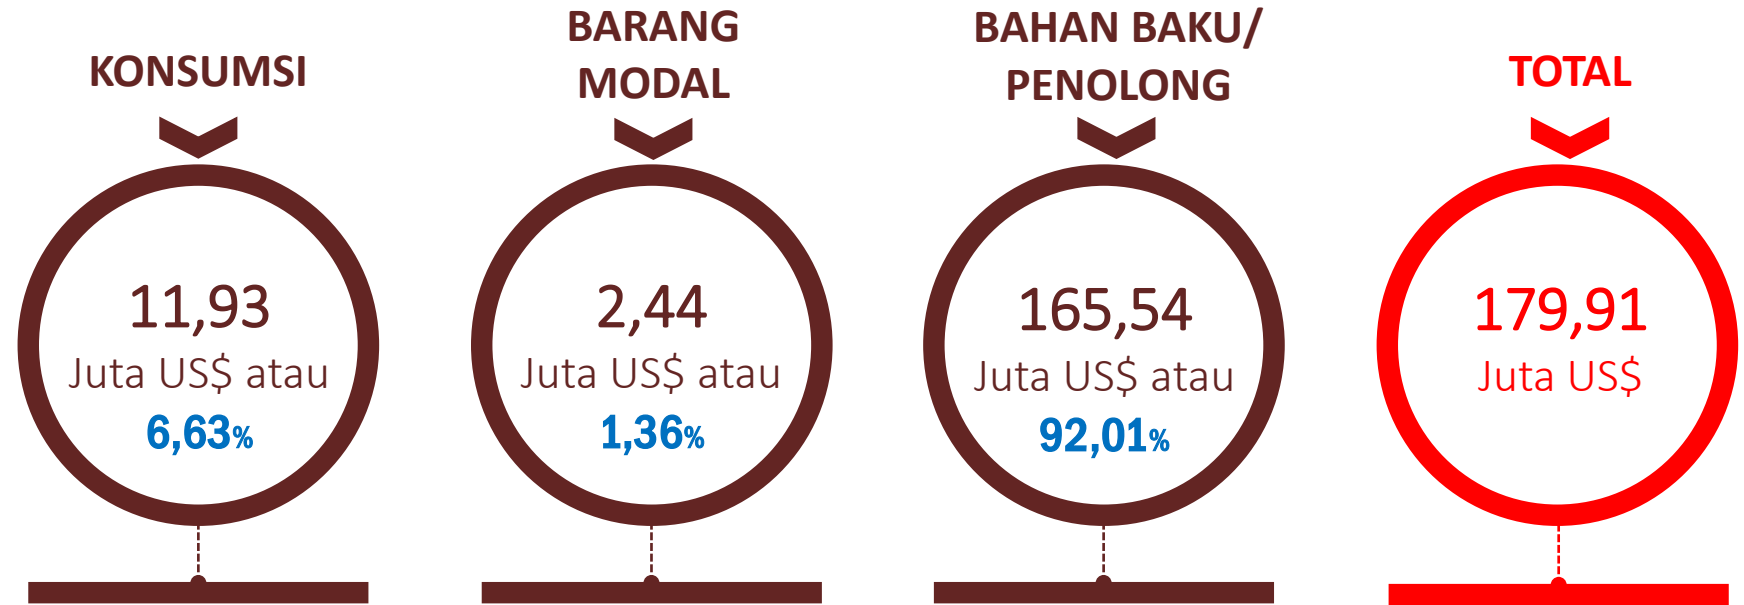 KONSUMSI
11,93
Juta US$ atau
6,63%
BARANG
MODAL
2,44
Juta US$ atau
1,36%
BAHAN BAKU/
PENOLONG
165,54
Juta US$ atau
92,01%
TOTAL
179,91
Juta US$